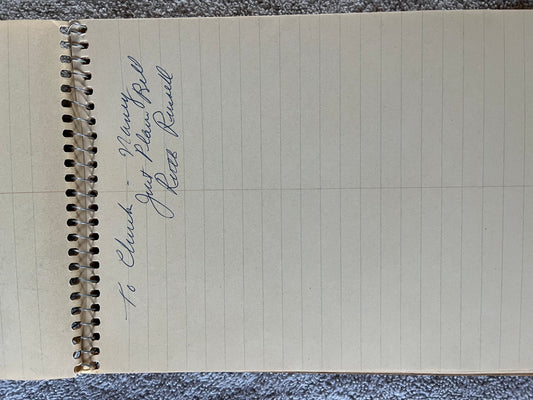 To Chuck - Nancy
Just Plain Bill
Ruth Russell